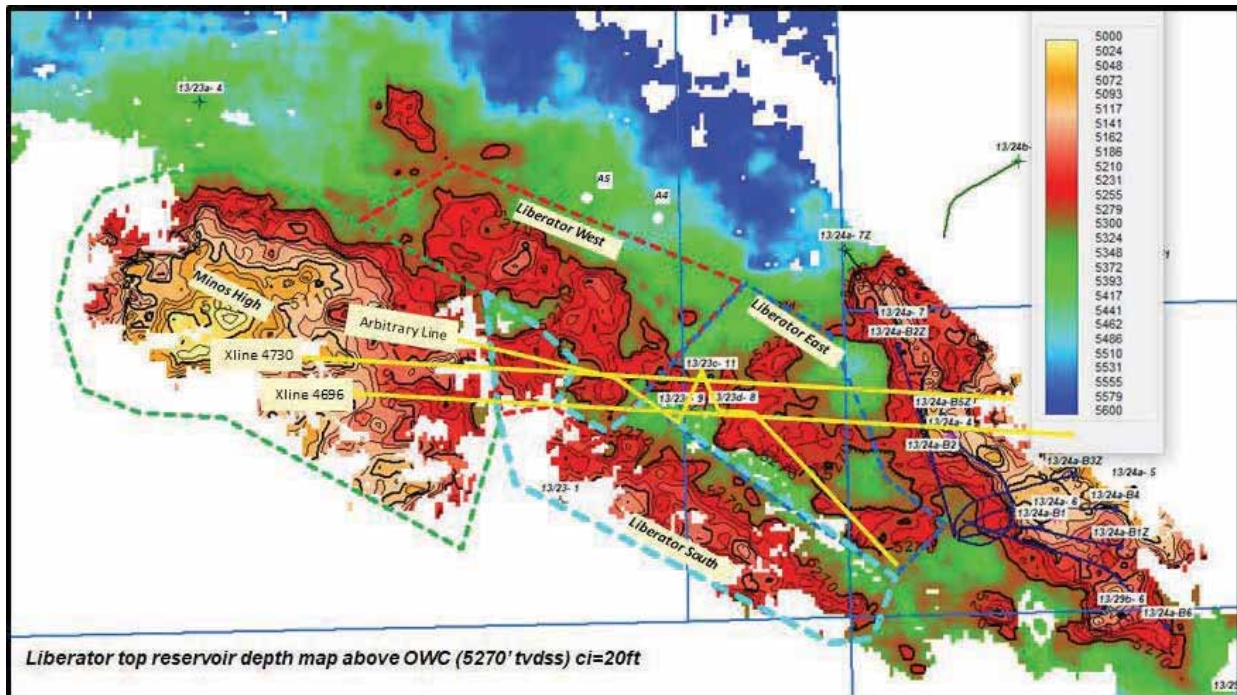 13/23a- 4
5000
5024
5048
5072
5093
5117
5141
5162
5186
5210
5231
5255
5279
5300
5324
5348
5372
5393
5417
5441
5462
5486
5510
5531
5555
5579
5600
13/24b-
A5
A4
Liberator West
13/24a- 7Z
Minos High
Liberator East
13/24a- 7
13/24a-B2Z
Arbitrary Line
Xline 4730
13/23c- 11
Xline 4696
13/23d- 8
13/24a-B5Z
13/24a- 4
13/24a-B2
13/24a-B3Z
13/24a- 5
13/23- 1
13/24a- 6
13/24a-B4
13/24a-B1
13/24a-B1Z
Liberator South
13/29b- 6
13/24a-B6
Liberator top reservoir depth map above OWC (5270' tvdss) ci=20ft